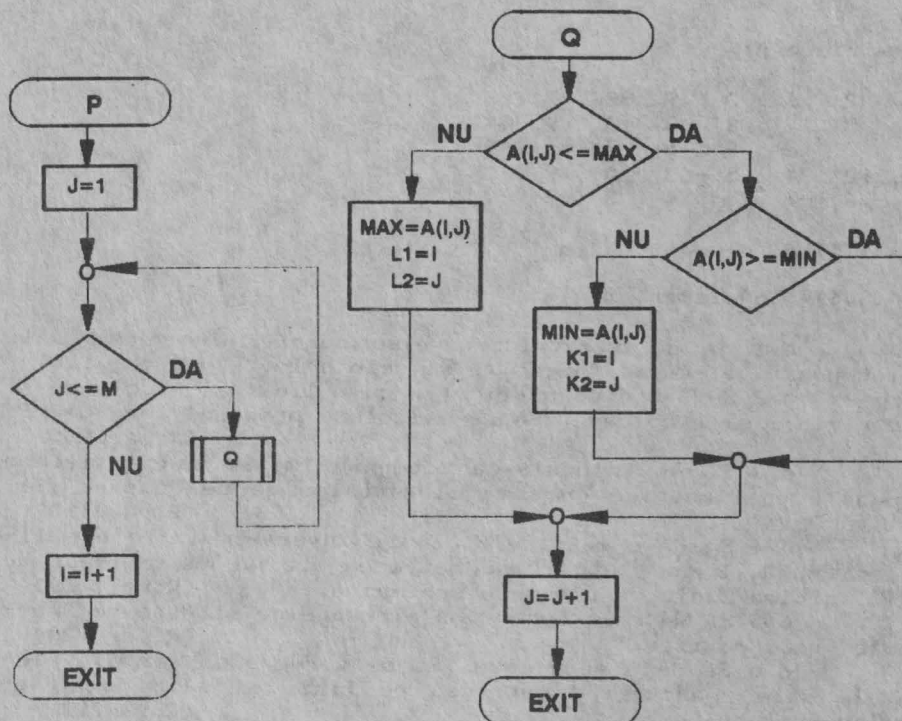 P
J=1
J<=M
DA
NU
Q
I=I+1
EXIT
Q
A(I,J)<=MAX
NU
DA
MAX=A(I,J)
L1=I
L2=J
A(I,J)>=MIN
NU
DA
MIN=A(I,J)
K1=I
K2=J
J=J+1
EXIT